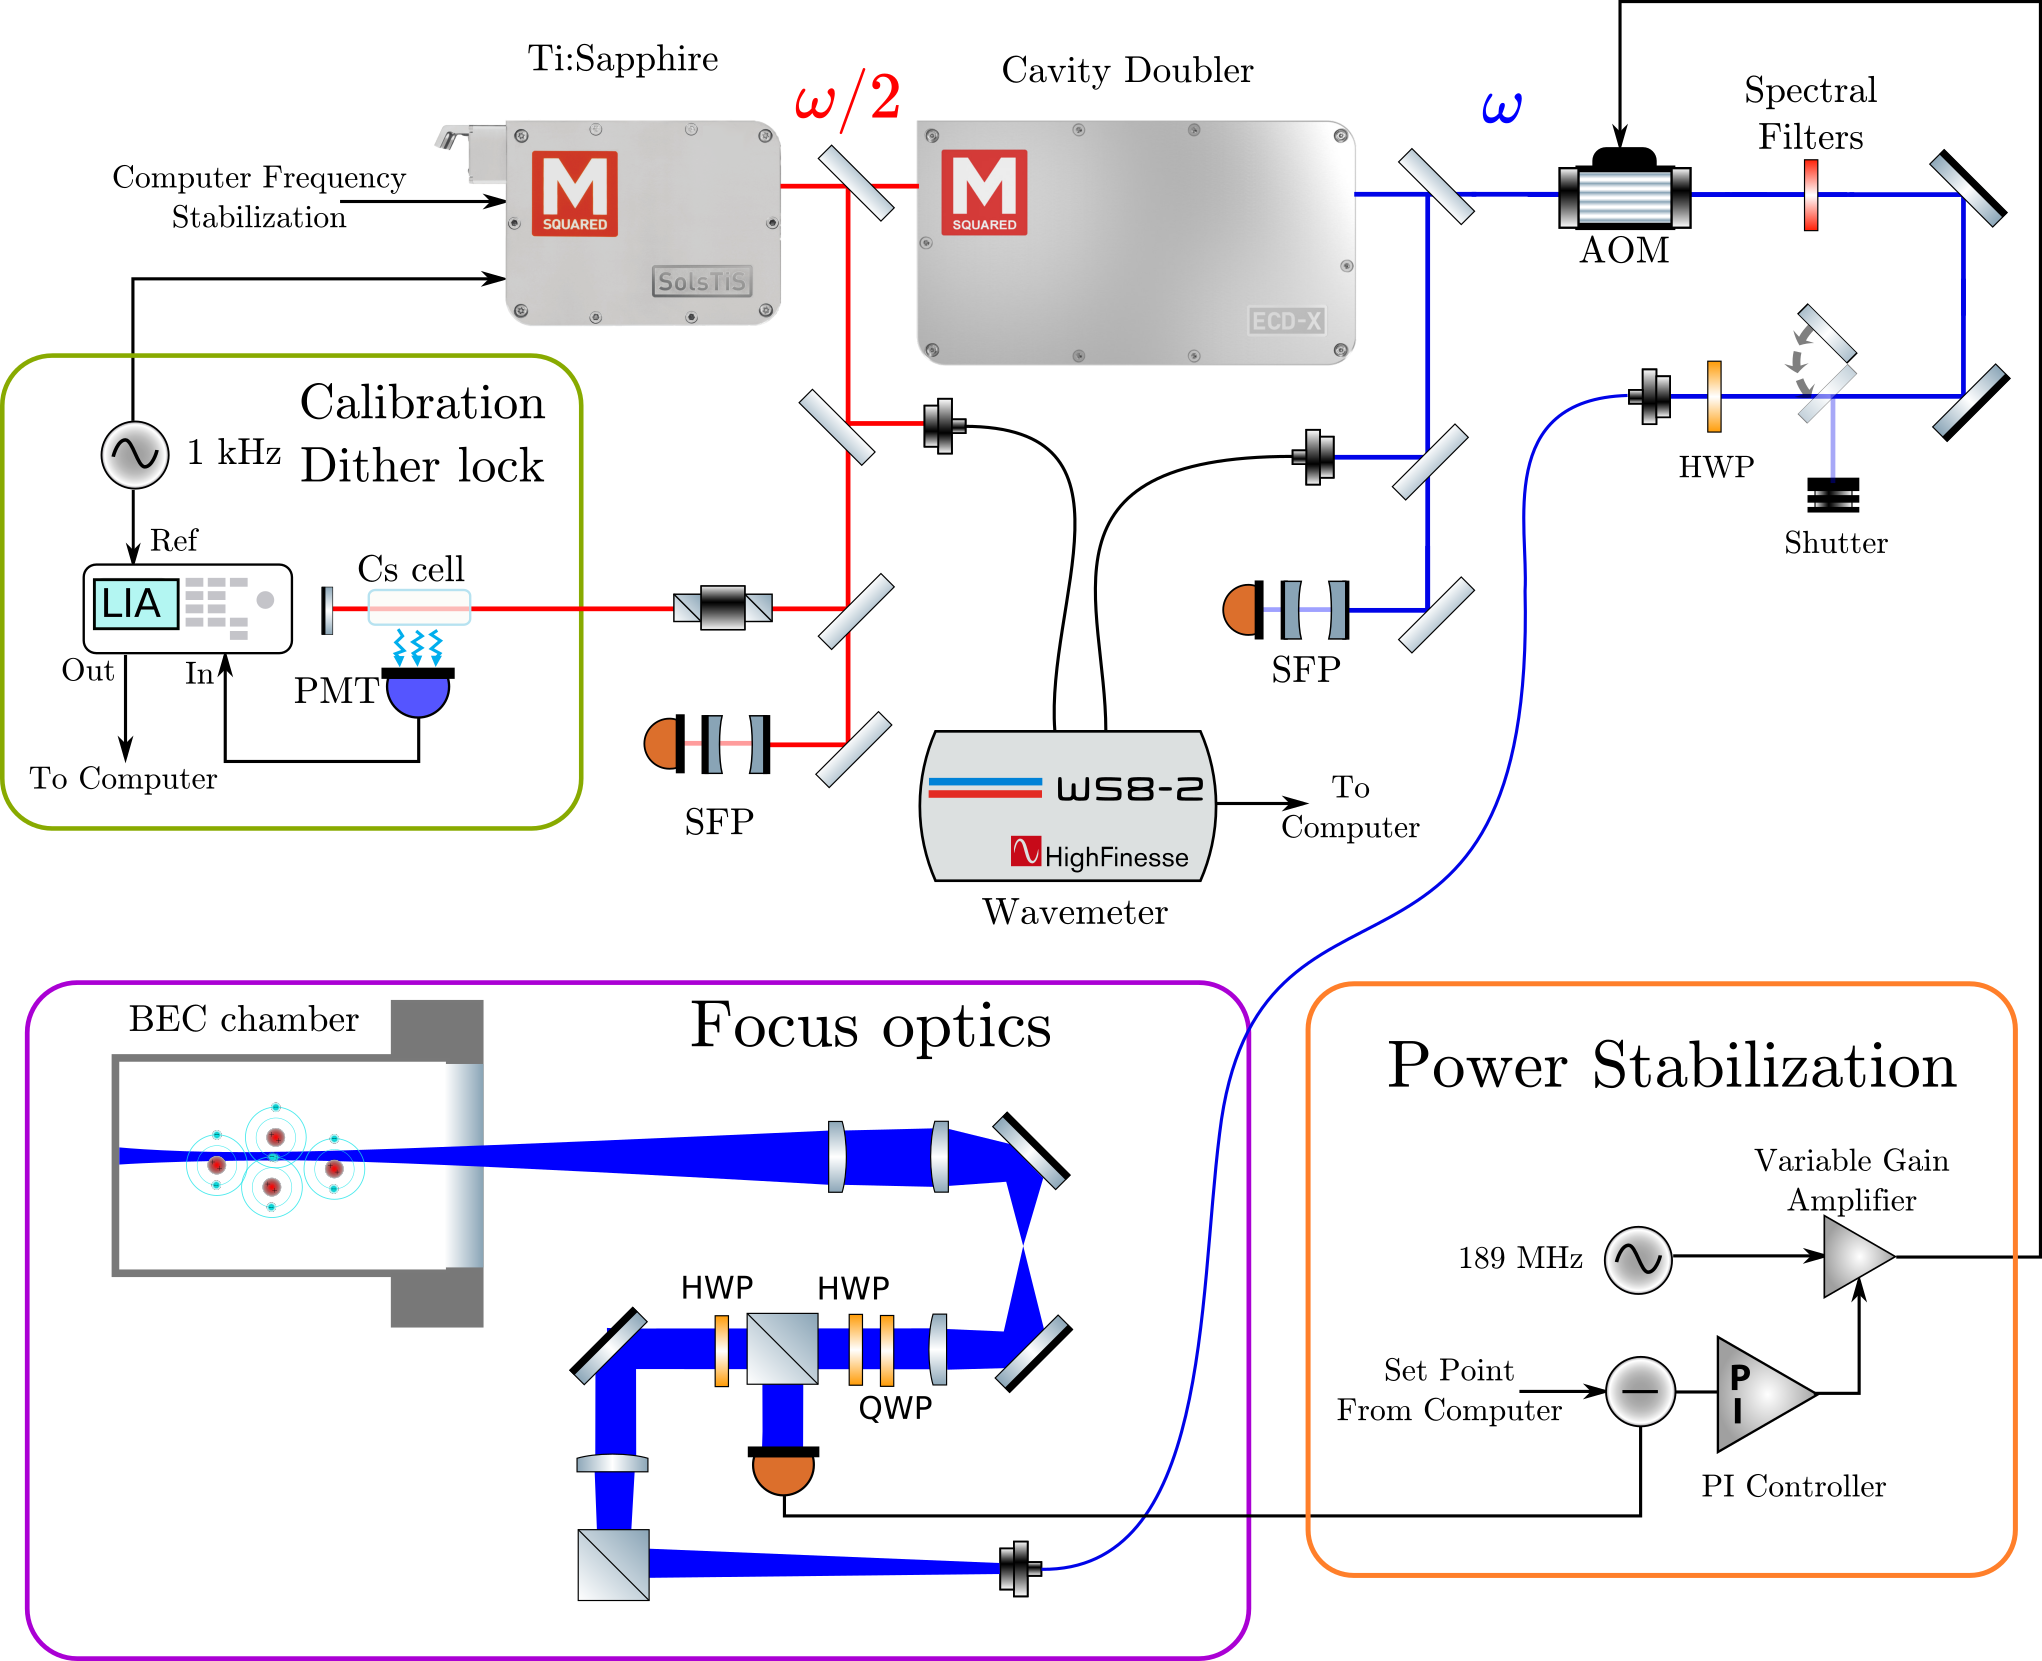 Ti:Sapphire
ω/2
Cavity Doubler
ω
Spectral
Filters
Computer Frequency
Stabilization
M
SQUARED
SolsTiS
M
SQUARED
ECD-X
AOM
Calibration
Dither lock
1 kHz
Ref
LIA
Cs cell
Out
In
PMT
To Computer
SFP
SFP
HWP
Shutter
WS8-2
HighFinesse
Wavemeter
To
Computer
BEC chamber
Focus optics
HWP
HWP
QWP
Power Stabilization
Variable Gain
Amplifier
189 MHz
Set Point
From Computer
P
I
PI Controller